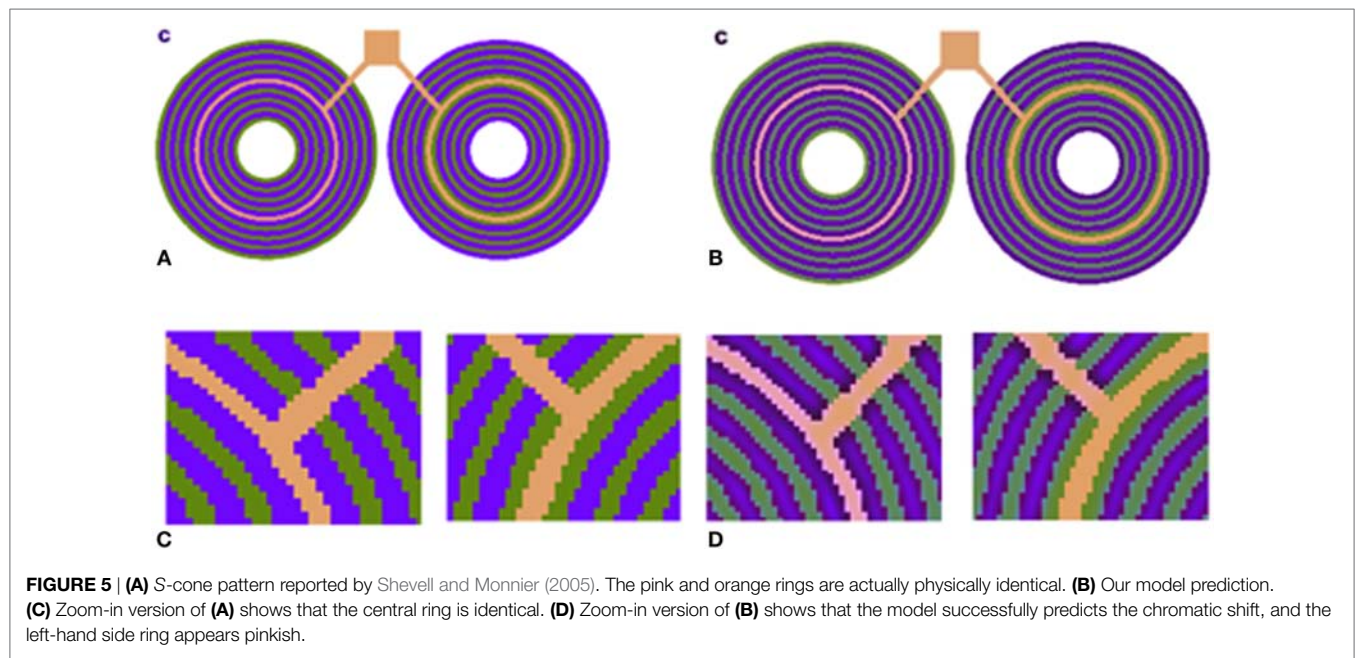 c
c
A
B
C
D
FIGURE 5 | (A) S-cone pattern reported by Shevell and Monnier (2005). The pink and orange rings are actually physically identical. (B) Our model prediction.
(C) Zoom-in version of (A) shows that the central ring is identical. (D) Zoom-in version of (B) shows that the model successfully predicts the chromatic shift, and the
left-hand side ring appears pinkish.